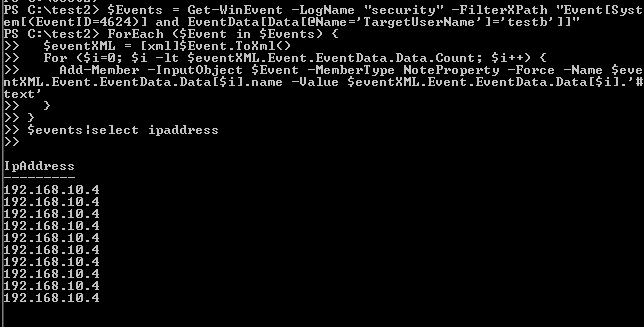 PS C:\test2> $Events = Get-WinEvent -LogName "security" -FilterXPath "Event[Sys
tem[(EventID=4624)] and EventData[Data[@Name='TargetUserName']='testb']]"
PS C:\test2> ForEach ($Event in $Events) {
>>   $eventXML = [xml]$Event.ToXml()
>>   For ($i=0; $i -lt $eventXML.Event.EventData.Data.Count; $i++) {
>>     Add-Member -InputObject $Event -MemberType NoteProperty -Force -Name $eve
ntXML.Event.EventData.Data[$i].name -Value $eventXML.Event.EventData.Data[$i].'#
text'
>>   }
>> }
>> $events|select ipaddress
>>
IpAddress
---------
192.168.10.4
192.168.10.4
192.168.10.4
192.168.10.4
192.168.10.4
192.168.10.4
192.168.10.4
192.168.10.4
192.168.10.4
192.168.10.4